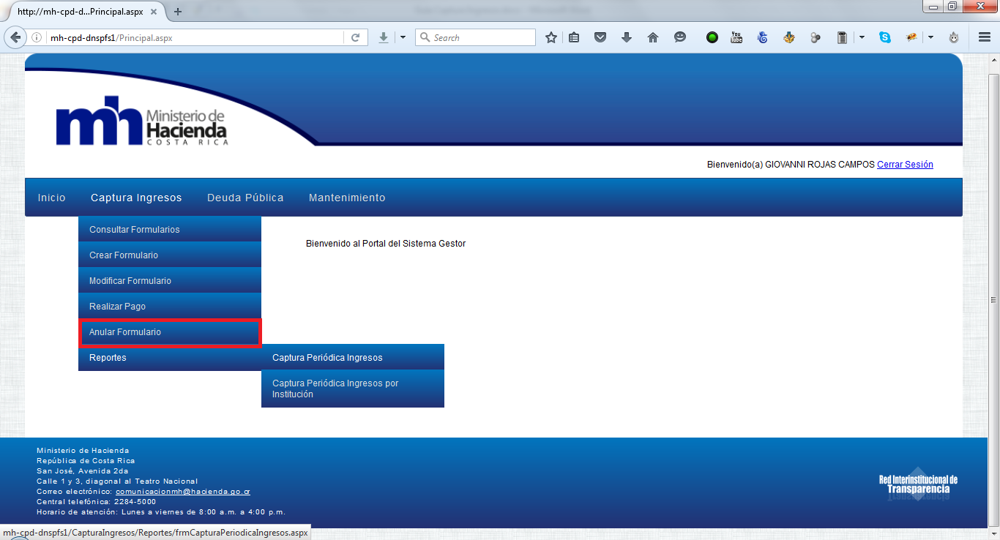 http://mh-cpd-d...Principal.aspx
mh-cpd-dnspfs1/Principal.aspx
Search
You
Tube
mh
Ministerio de
Hacienda
COSTA RICA
Bienvenido(a) GIOVANNI ROJAS CAMPOS Cerrar Sesión
Inicio
Captura Ingresos
Deuda Pública
Mantenimiento
Consultar Formularios
Crear Formulario
Modificar Formulario
Realizar Pago
Anular Formulario
Reportes
Bienvenido al Portal del Sistema Gestor
Captura Periódica Ingresos
Captura Periódica Ingresos por
Institución
Ministerio de Hacienda
República de Costa Rica
San José, Avenida 2da
Calle 1 y 3, diagonal al Teatro Nacional
Correo electrónico: comunicacionmh@hacienda.go.cr
Central telefónica: 2284-5000
Horario de atención: Lunes a viernes de 8:00 a.m. a 4:00 p.m.
Red Interinstitucional de
Transparencia
mh-cpd-dnspfs1/CapturaIngresos/Reportes/frmCapturaPeriodicaIngresos.aspx